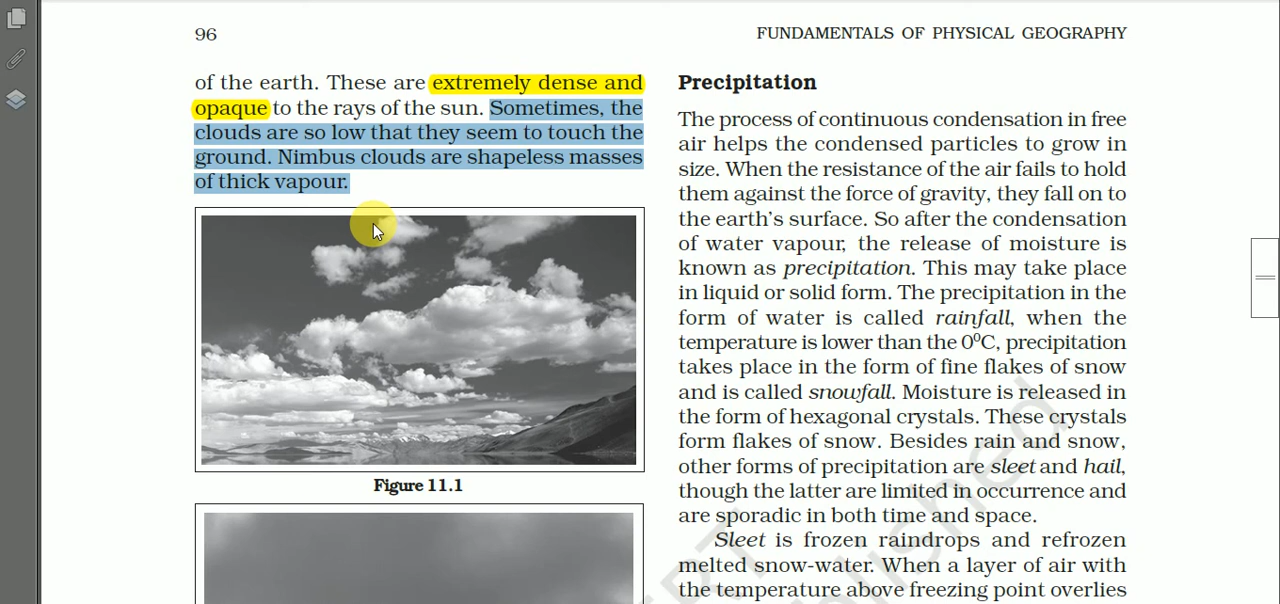 96
FUNDAMENTALS OF PHYSICAL GEOGRAPHY
of the earth. These are extremely dense and
opaque to the rays of the sun. Sometimes, the
clouds are so low that they seem to touch the
ground. Nimbus clouds are shapeless masses
of thick vapour.
Figure 11.1
Precipitation
The process of continuous condensation in free
air helps the condensed particles to grow in
size. When the resistance of the air fails to hold
them against the force of gravity, they fall on to
the earth's surface. So after the condensation
of water vapour, the release of moisture is
known as precipitation. This may take place
in liquid or solid form. The precipitation in the
form of water is called rainfall, when the
temperature is lower than the 0⁰C, precipitation
takes place in the form of fine flakes of snow
and is called snowfall. Moisture is released in
the form of hexagonal crystals. These crystals
form flakes of snow. Besides rain and snow,
other forms of precipitation are sleet and hail,
though the latter are limited in occurrence and
are sporadic in both time and space.
Sleet is frozen raindrops and refrozen
melted snow-water. When a layer of air with
the temperature above freezing point overlies